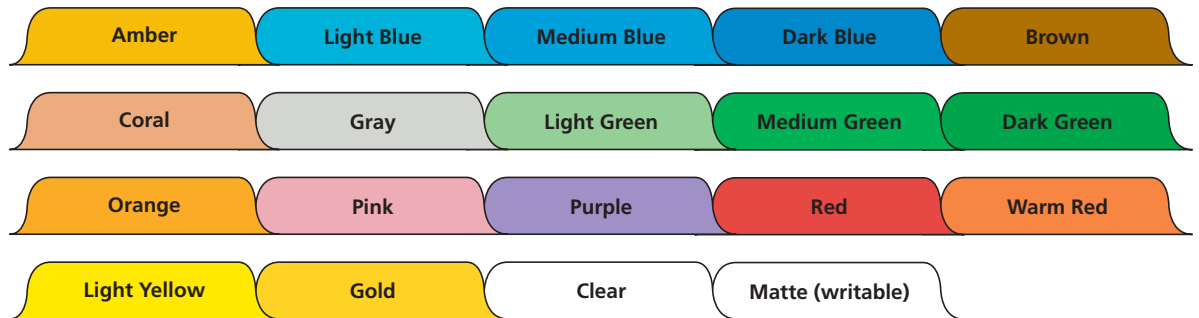 Amber Light Blue Medium Blue Dark Blue Brown
Coral Gray Light Green Medium Green Dark Green
Orange Pink Purple Red Warm Red
Light Yellow Gold Clear Matte (writable)